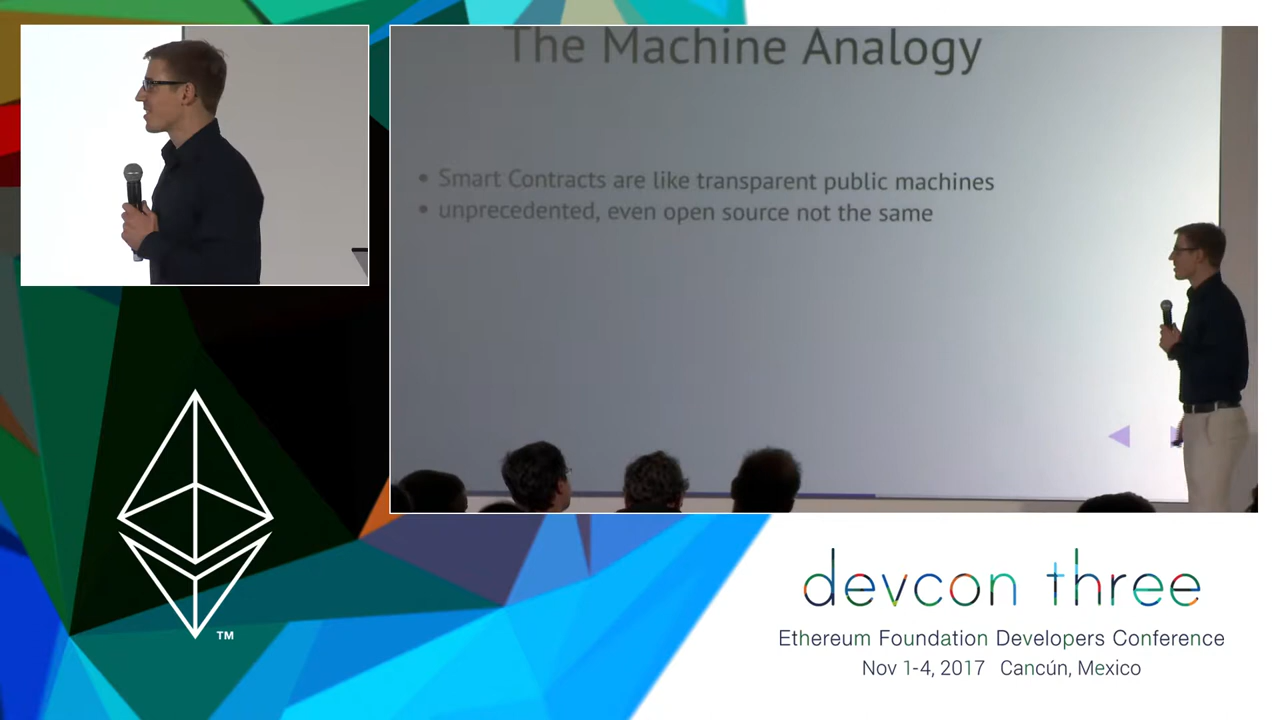 The Machine Analogy
• Smart Contracts are like transparent public machines
• unprecedented, even open source not the same
TM
devcon three
Ethereum Foundation Developers Conference
Nov 1-4, 2017 Cancún, Mexico